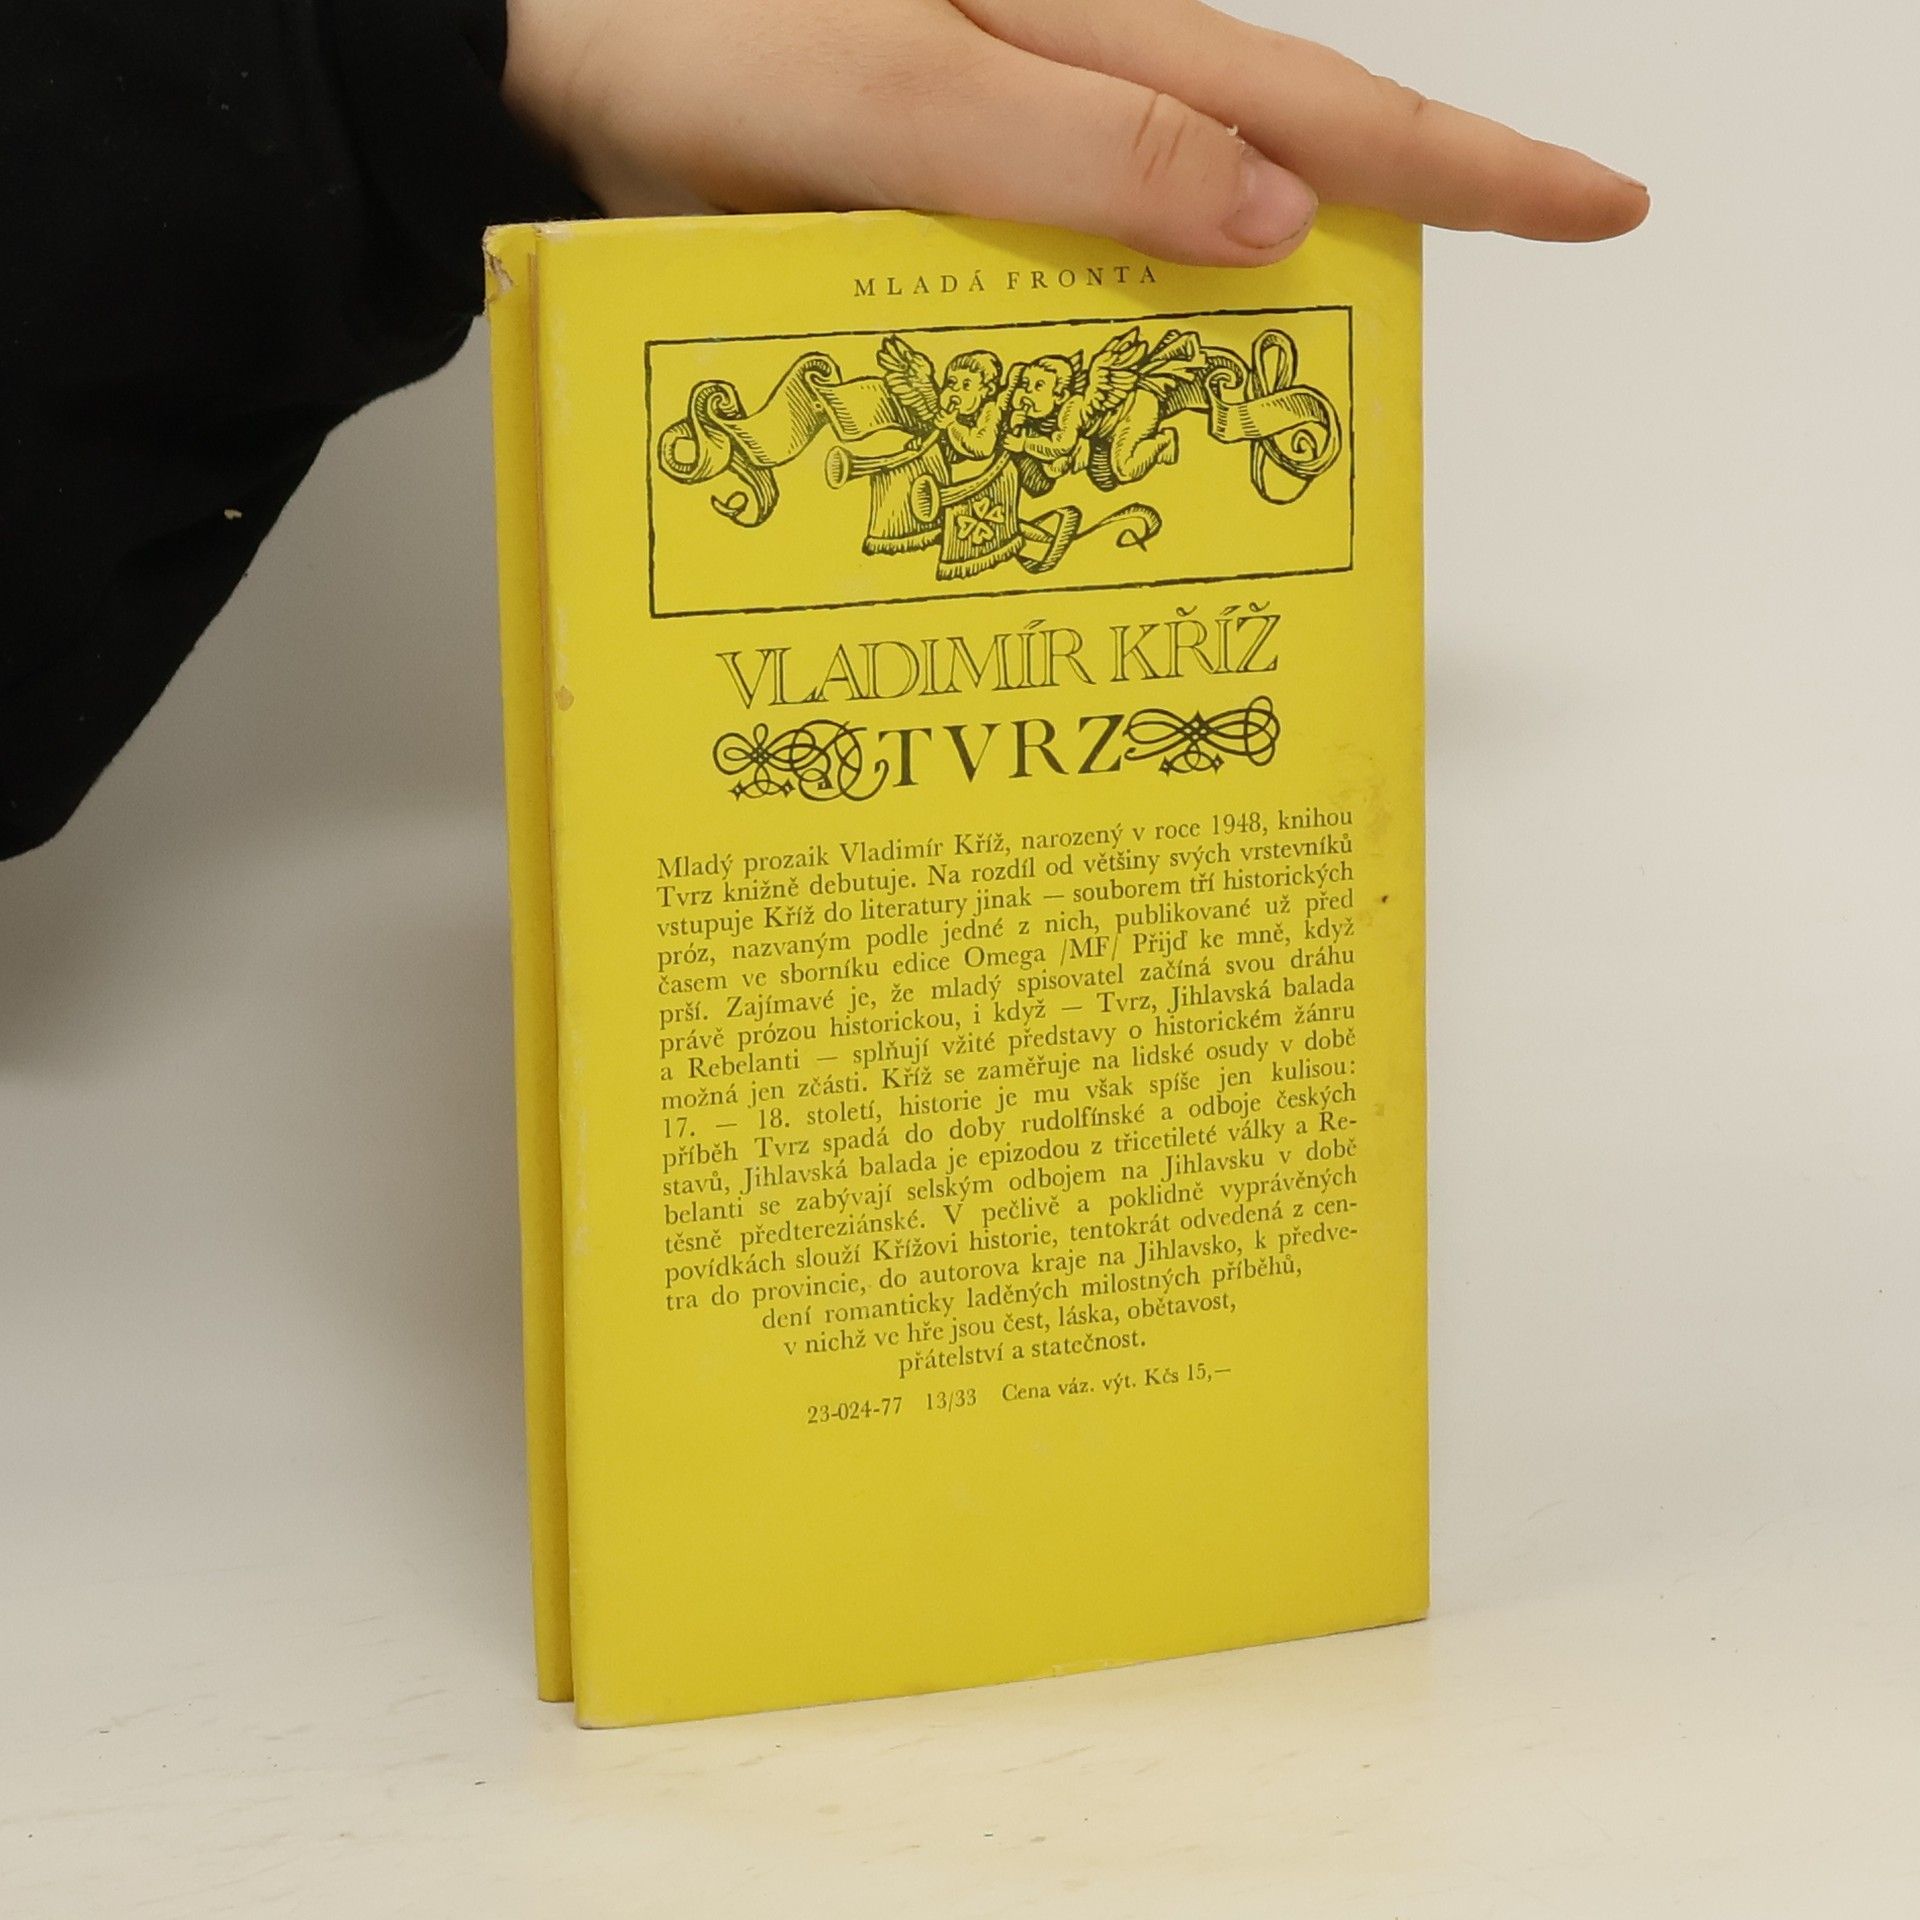 MLADÁ FRONTA
VLADIMÍR KŘÍŽ
TVRZ
Mladý prozaik Vladimír Kříž, narozený v roce 1948, knihou
Tvrz knižně debutuje. Na rozdíl od většiny svých vrstevníků
vstupuje Kříž do literatury jinak — souborem tří historických
próz, nazvaným podle jedné z nich, publikované už před
časem ve sborníku edice Omega /MF/ Přijď ke mně, když
prší. Zajímavé je, že mladý spisovatel začíná svou dráhu
právě prózou historickou, i když — Tvrz, Jihlavská balada
a Rebelanti — splňují vžité představy o historickém žánru
možná jen zčásti. Kříž se zaměřuje na lidské osudy v době
17. — 18. století, historie je mu však spíše jen kulisou:
příběh Tvrz spadá do doby rudolfínské a odboje českých
stavů, Jihlavská balada je epizodou z třicetileté války a Re-
belanti se zabývají selským odbojem na Jihlavsku v době
těsně předtereziánské. V pečlivě a poklidně vyprávěných
povídkách slouží Křížovi historie, tentokrát odvedená z cen-
tra do provincie, do autorova kraje na Jihlavsko, k předve-
dení romanticky laděných milostných příběhů,
v nichž ve hře jsou čest, láska, obětavost,
přátelství a statečnost.
23-024-77 13/33 Cena váz. výt. Kčs 15,—